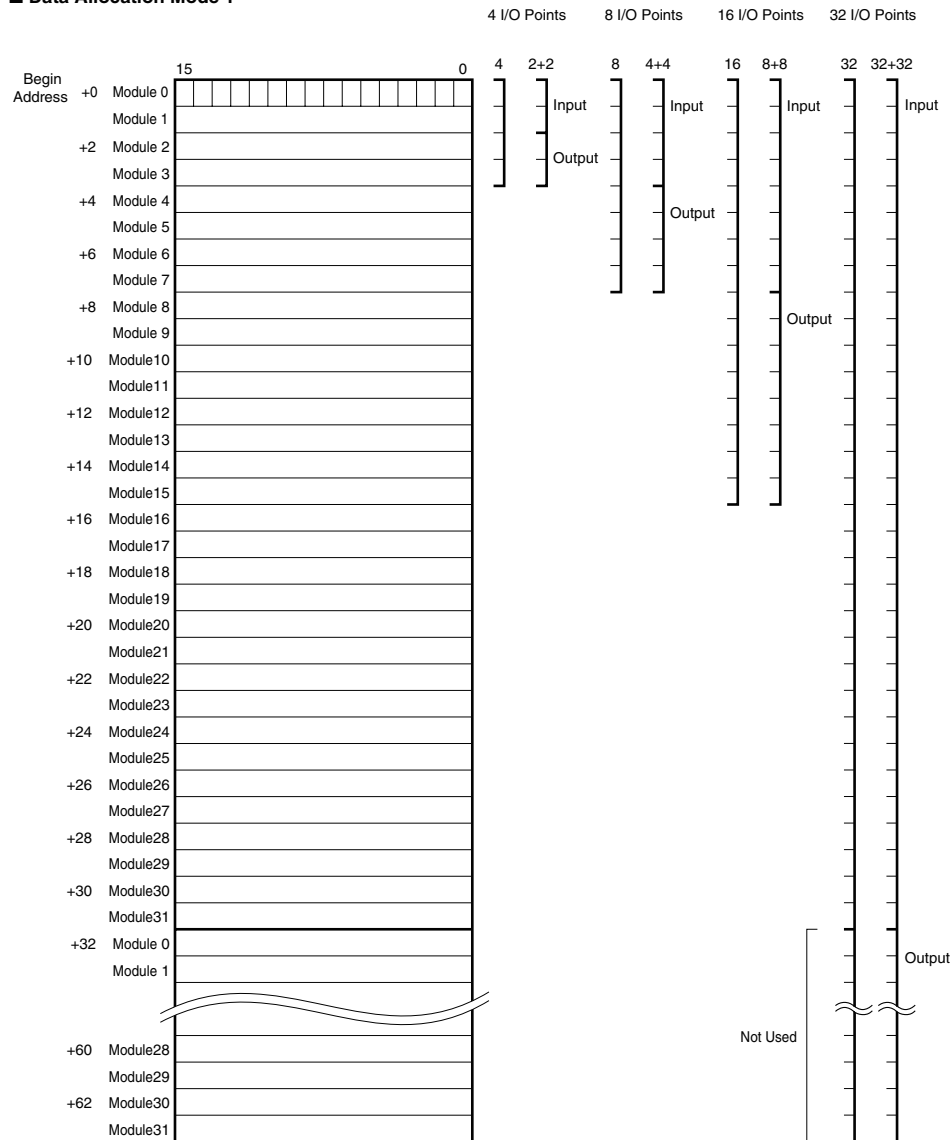 ■ Data Allocation Mode 1
4 I/O Points 8 I/O Points 16 I/O Points 32 I/O Points
15 0 4 2+2 8 4+4 16 8+8 32 32+32
Begin
Address +0 Module 0 Input Input Input Input
Module 1
+2 Module 2 Output
Module 3
+4 Module 4 Output
Module 5
+6 Module 6
Module 7
+8 Module 8 Output
Module 9
+10 Module10
Module11
+12 Module12
Module13
+14 Module14
Module15
+16 Module16
Module17
+18 Module18
Module19
+20 Module20
Module21
+22 Module22
Module23
+24 Module24
Module25
+26 Module26
Module27
+28 Module28
Module29
+30 Module30
Module31
+32 Module 0 Output
Module 1
Not Used
+60 Module28
Module29
+62 Module30
Module31